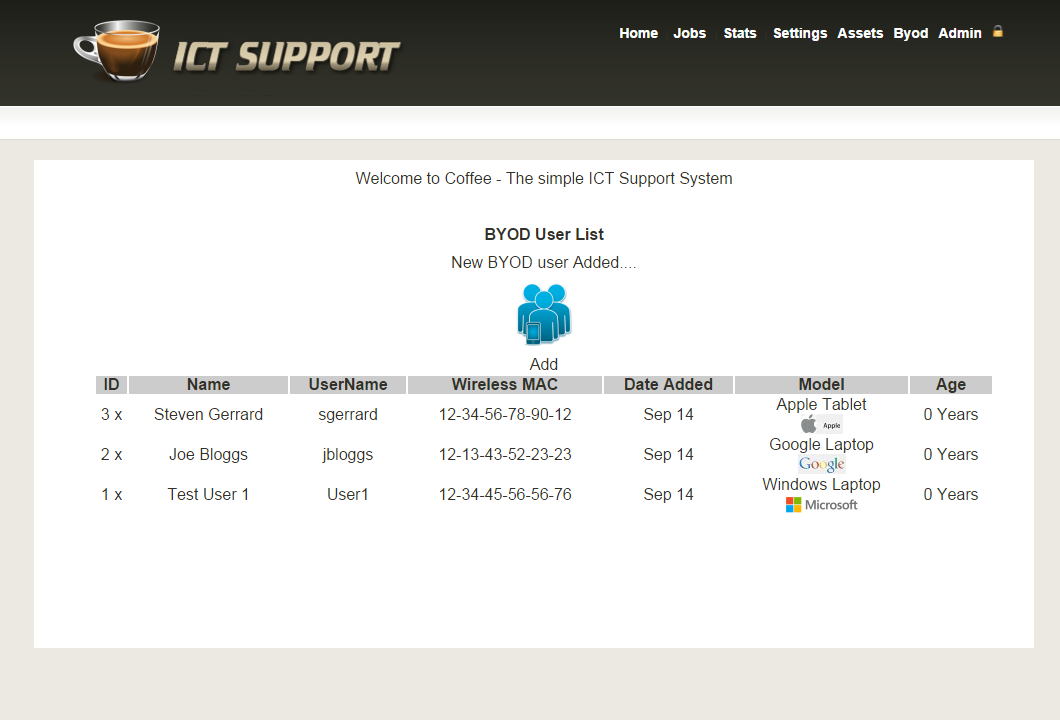 ICT SUPPORT
Home Jobs Stats Settings Assets Byod Admin
Welcome to Coffee - The simple ICT Support System
BYOD User List
New BYOD user Added....
Add
ID Name UserName Wireless MAC Date Added Model Age
3 x Steven Gerrard sgerrard 12-34-56-78-90-12 Sep 14 Apple Tablet 0 Years
Apple
2 x Joe Bloggs jbloggs 12-13-43-52-23-23 Sep 14 Google Laptop 0 Years
Google
1 x Test User 1 User1 12-34-45-56-56-76 Sep 14 Windows Laptop 0 Years
Microsoft